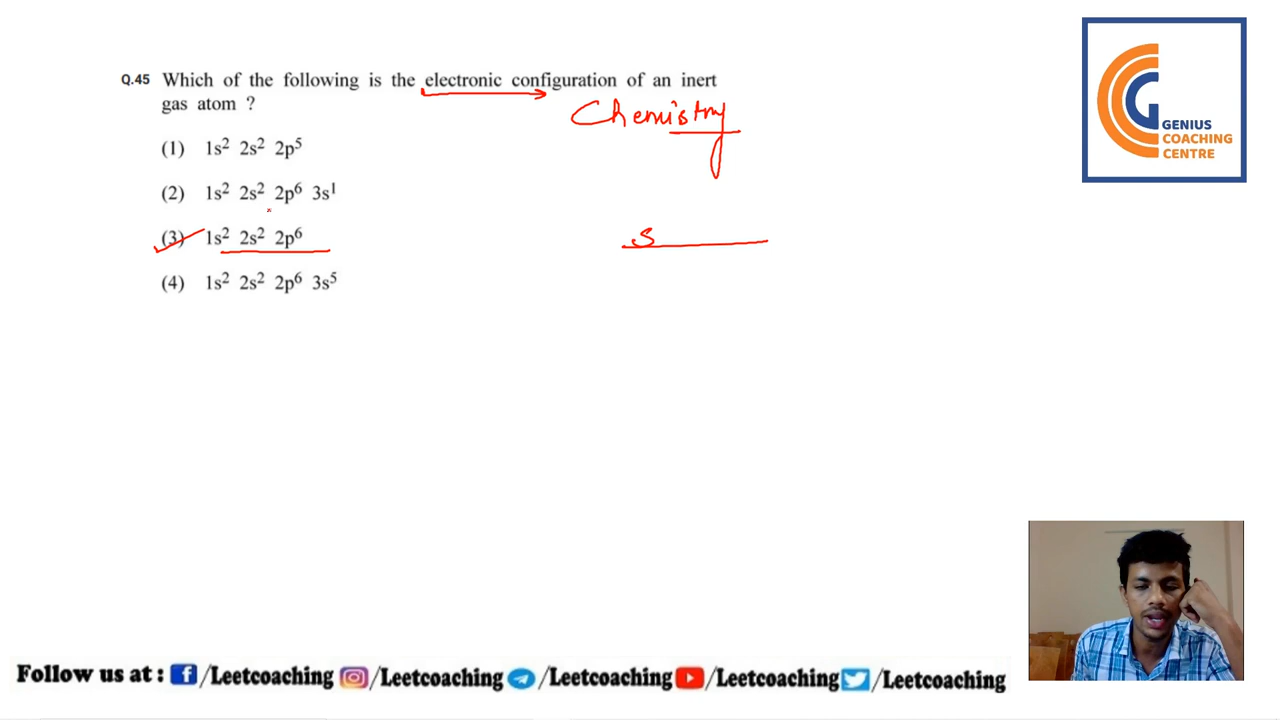 Q.45 Which of the following is the electronic configuration of an inert
gas atom ?
Chemistry
(1) 1s² 2s² 2p⁵
(2) 1s² 2s² 2p⁶ 3s¹
(3) 1s² 2s² 2p⁶
s
(4) 1s² 2s² 2p⁶ 3s⁵
GENIUS
COACHING
CENTRE
Follow us at : /Leetcoaching /Leetcoaching /Leetcoaching /Leetcoaching /Leetcoaching